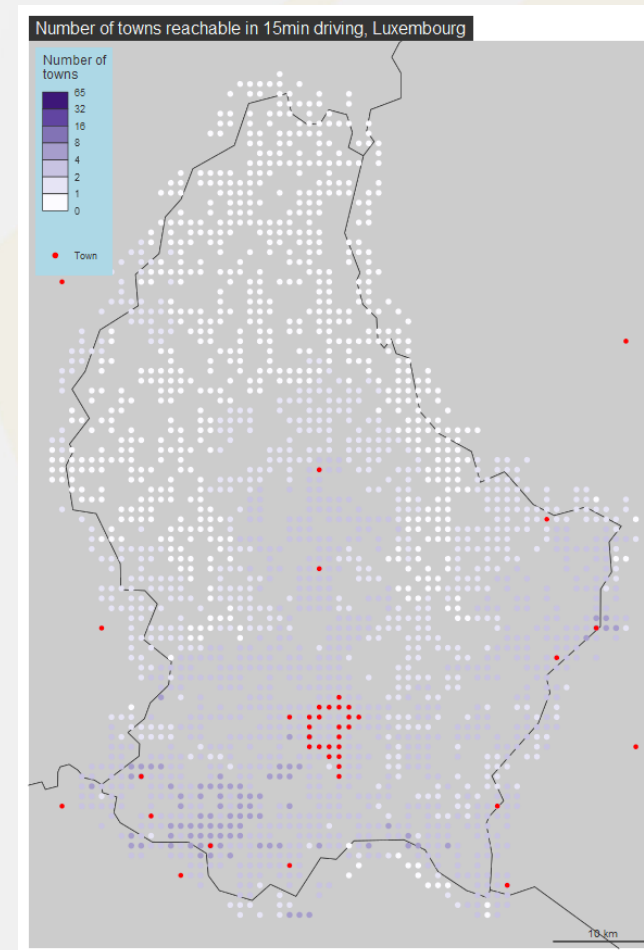 Number of towns reachable in 15min driving, Luxembourg
Number of
towns
65
32
16
8
4
2
1
0
Town
10 km